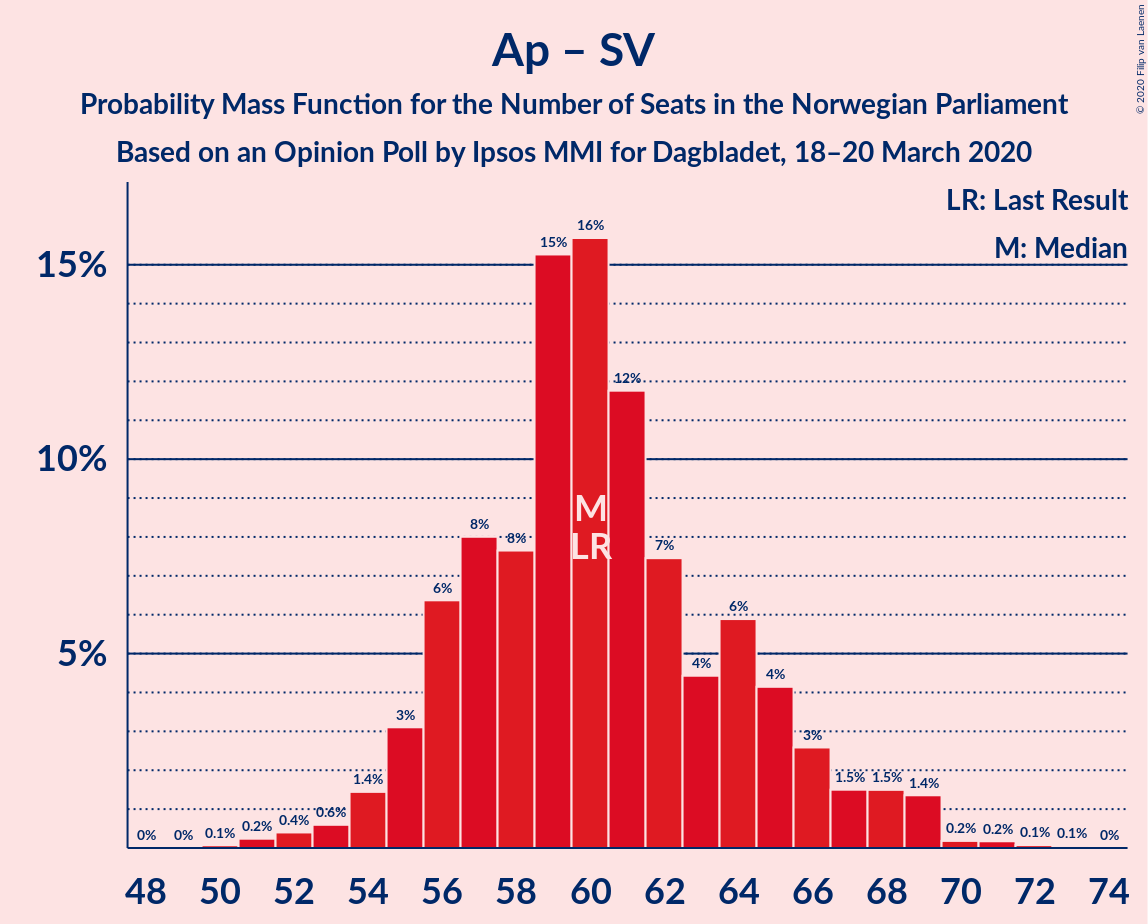 Ap – SV
Probability Mass Function for the Number of Seats in the Norwegian Parliament
Based on an Opinion Poll by Ipsos MMI for Dagbladet, 18–20 March 2020
© 2020 Filip van Laenen
LR: Last Result
M: Median
15%
10%
5%
0% 0% 0.1% 0.2% 0.4% 0.6% 1.4% 3% 6% 8% 8% 15% 16% 12% 7% 4% 6% 4% 3% 1.5% 1.5% 1.4% 0.2% 0.2% 0.1% 0.1% 0%
M
LR
48 50 52 54 56 58 60 62 64 66 68 70 72 74